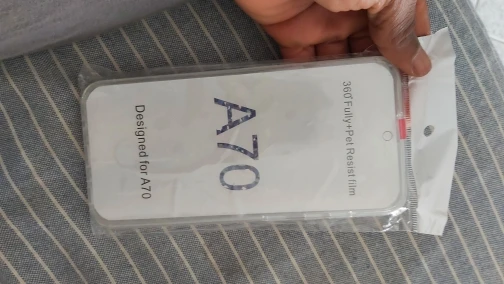 360°Fully+Pet Resist film
A70
Designed for A70